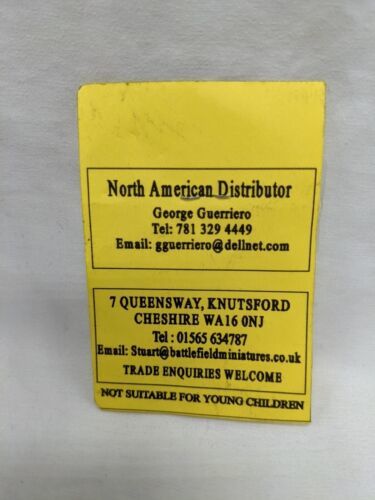 North American Distributor
George Guerriero
Tel: 781 329 4449
Email: gguerriero@dellnet.com
7 QUEENSWAY, KNUTSFORD
CHESHIRE WA16 0NJ
Tel : 01565 634787
Email: Stuart@battlefieldminiatures.co.uk
TRADE ENQUIRIES WELCOME
NOT SUITABLE FOR YOUNG CHILDREN